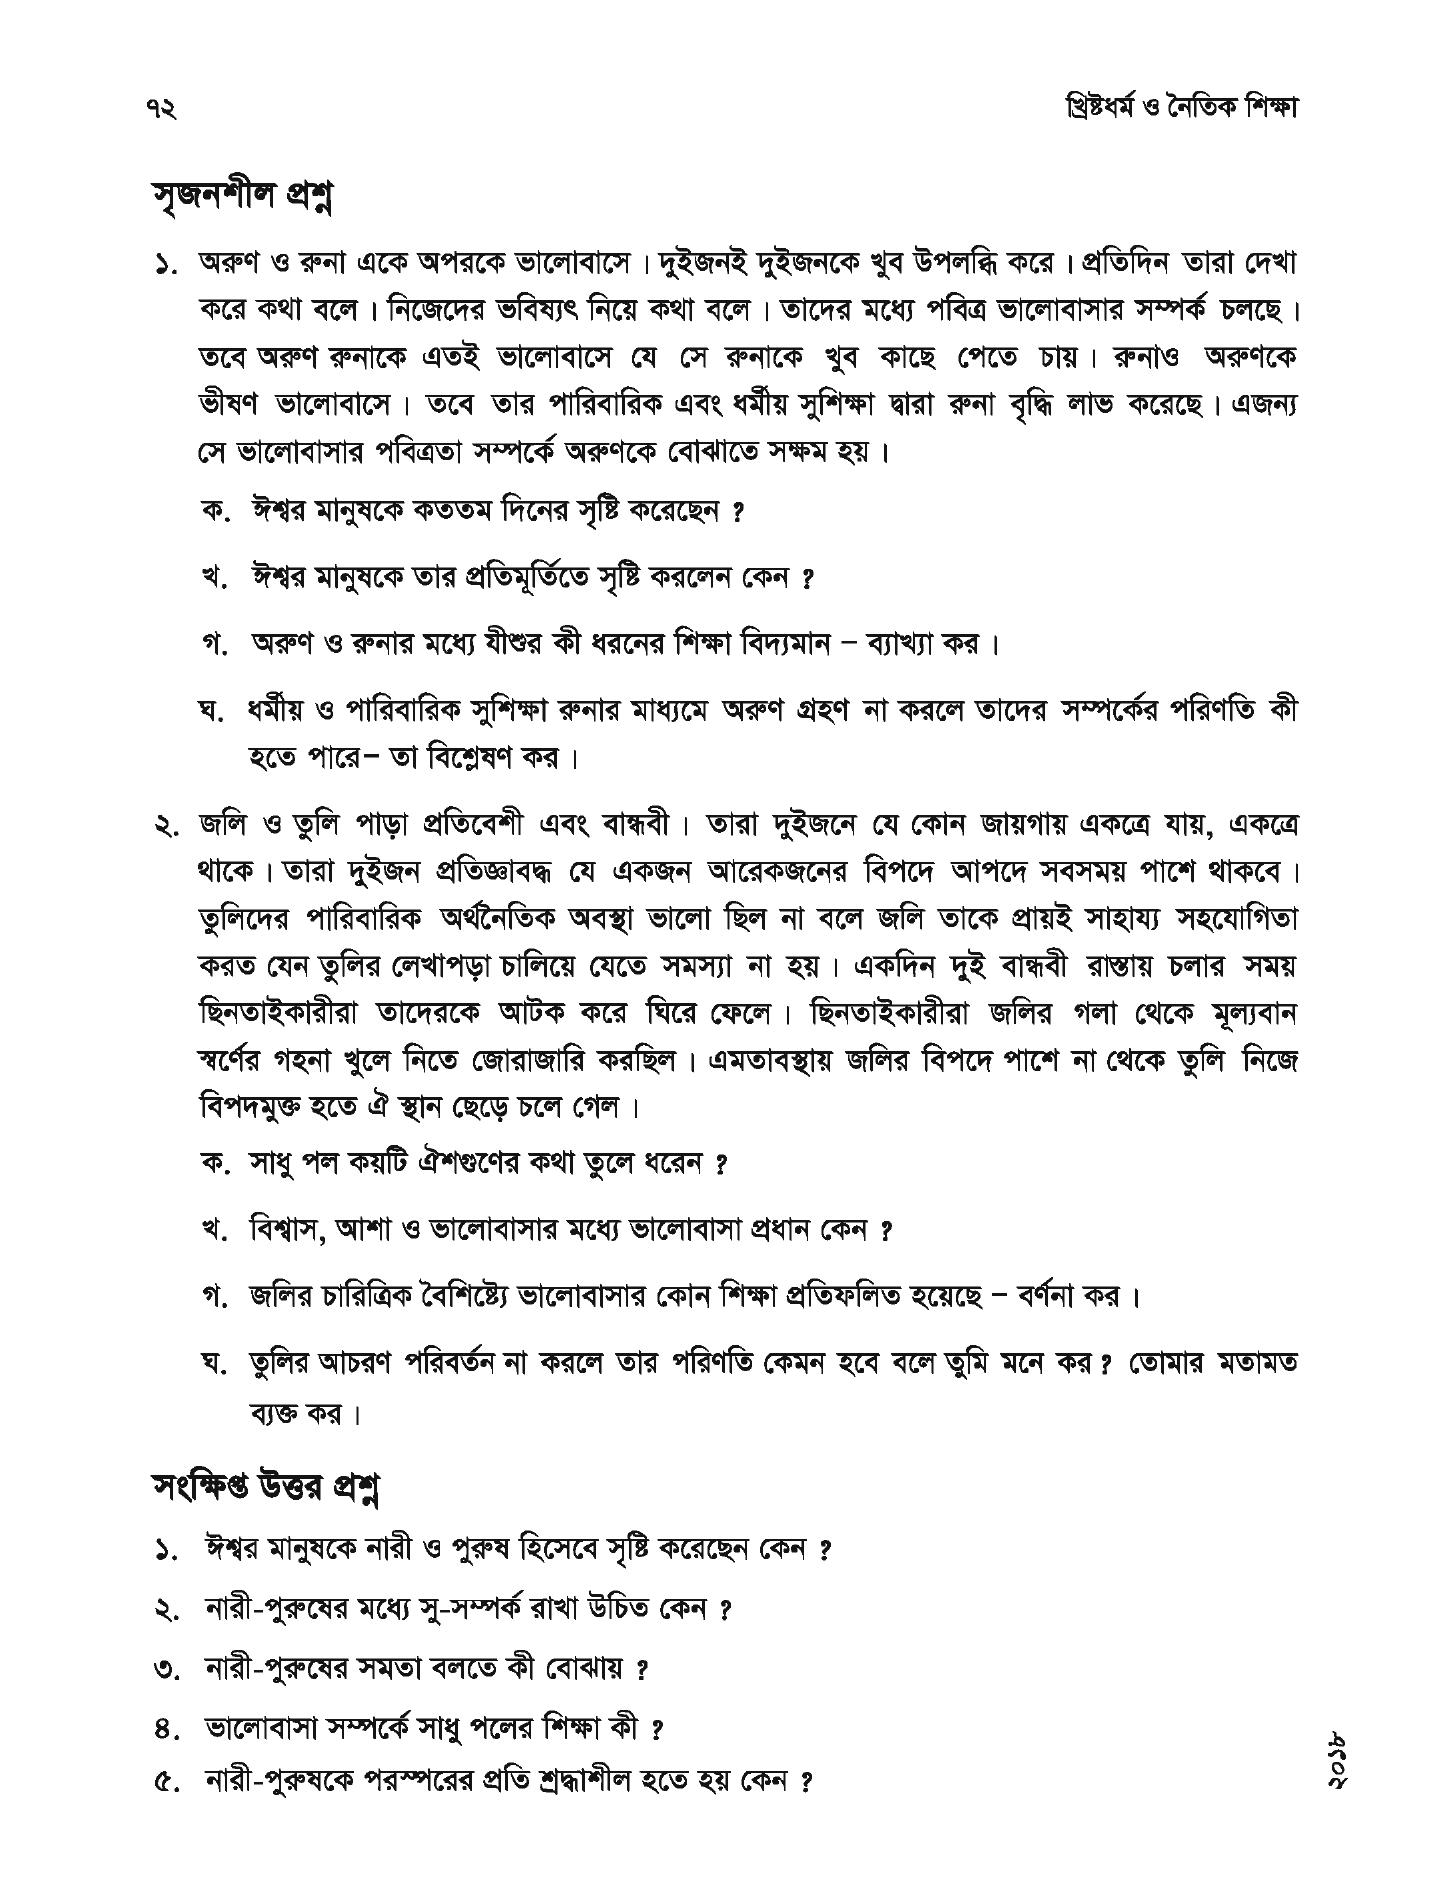 ৭২
খ্রিষ্টধর্ম ও নৈতিক শিক্ষা
সৃজনশীল প্রশ্ন
১. অরুণ ও রুনা একে অপরকে ভালোবাসে। দুইজনই দুইজনকে খুব উপলব্ধি করে। প্রতিদিন তারা দেখা
করে কথা বলে। নিজেদের ভবিষ্যৎ নিয়ে কথা বলে। তাদের মধ্যে পবিত্র ভালোবাসার সম্পর্ক চলছে।
তবে অরুণ রুনাকে এতই ভালোবাসে যে সে রুনাকে খুব কাছে পেতে চায়। রুনাও অরুণকে
ভীষণ ভালোবাসে। তবে তার পারিবারিক এবং ধর্মীয় সুশিক্ষা দ্বারা রুনা বৃদ্ধি লাভ করেছে। এজন্য
সে ভালোবাসার পবিত্রতা সম্পর্কে অরুণকে বোঝাতে সক্ষম হয়।
ক. ঈশ্বর মানুষকে কততম দিনের সৃষ্টি করেছেন ?
খ. ঈশ্বর মানুষকে তার প্রতিমূর্তিতে সৃষ্টি করলেন কেন ?
গ. অরুণ ও রুনার মধ্যে যীশুর কী ধরনের শিক্ষা বিদ্যমান – ব্যাখ্যা কর।
ঘ. ধর্মীয় ও পারিবারিক সুশিক্ষা রুনার মাধ্যমে অরুণ গ্রহণ না করলে তাদের সম্পর্কের পরিণতি কী
হতে পারে– তা বিশ্লেষণ কর।
২. জলি ও তুলি পাড়া প্রতিবেশী এবং বান্ধবী। তারা দুইজনে যে কোন জায়গায় একত্রে যায়, একত্রে
থাকে। তারা দুইজন প্রতিজ্ঞাবদ্ধ যে একজন আরেকজনের বিপদে আপদে সবসময় পাশে থাকবে।
তুলিদের পারিবারিক অর্থনৈতিক অবস্থা ভালো ছিল না বলে জলি তাকে প্রায়ই সাহায্য সহযোগিতা
করত যেন তুলির লেখাপড়া চালিয়ে যেতে সমস্যা না হয়। একদিন দুই বান্ধবী রাস্তায় চলার সময়
ছিনতাইকারীরা তাদেরকে আটক করে ঘিরে ফেলে। ছিনতাইকারীরা জলির গলা থেকে মূল্যবান
স্বর্ণের গহনা খুলে নিতে জোরাজারি করছিল। এমতাবস্থায় জলির বিপদে পাশে না থেকে তুলি নিজে
বিপদমুক্ত হতে ঐ স্থান ছেড়ে চলে গেল।
ক. সাধু পল কয়টি ঐশগুণের কথা তুলে ধরেন ?
খ. বিশ্বাস, আশা ও ভালোবাসার মধ্যে ভালোবাসা প্রধান কেন ?
গ. জলির চারিত্রিক বৈশিষ্ট্যে ভালোবাসার কোন শিক্ষা প্রতিফলিত হয়েছে – বর্ণনা কর।
ঘ. তুলির আচরণ পরিবর্তন না করলে তার পরিণতি কেমন হবে বলে তুমি মনে কর ? তোমার মতামত
ব্যক্ত কর।
সংক্ষিপ্ত উত্তর প্রশ্ন
১. ঈশ্বর মানুষকে নারী ও পুরুষ হিসেবে সৃষ্টি করেছেন কেন ?
২. নারী-পুরুষের মধ্যে সু-সম্পর্ক রাখা উচিত কেন ?
৩. নারী-পুরুষের সমতা বলতে কী বোঝায় ?
৪. ভালোবাসা সম্পর্কে সাধু পলের শিক্ষা কী ?
৫. নারী-পুরুষকে পরস্পরের প্রতি শ্রদ্ধাশীল হতে হয় কেন ?
২০১৮